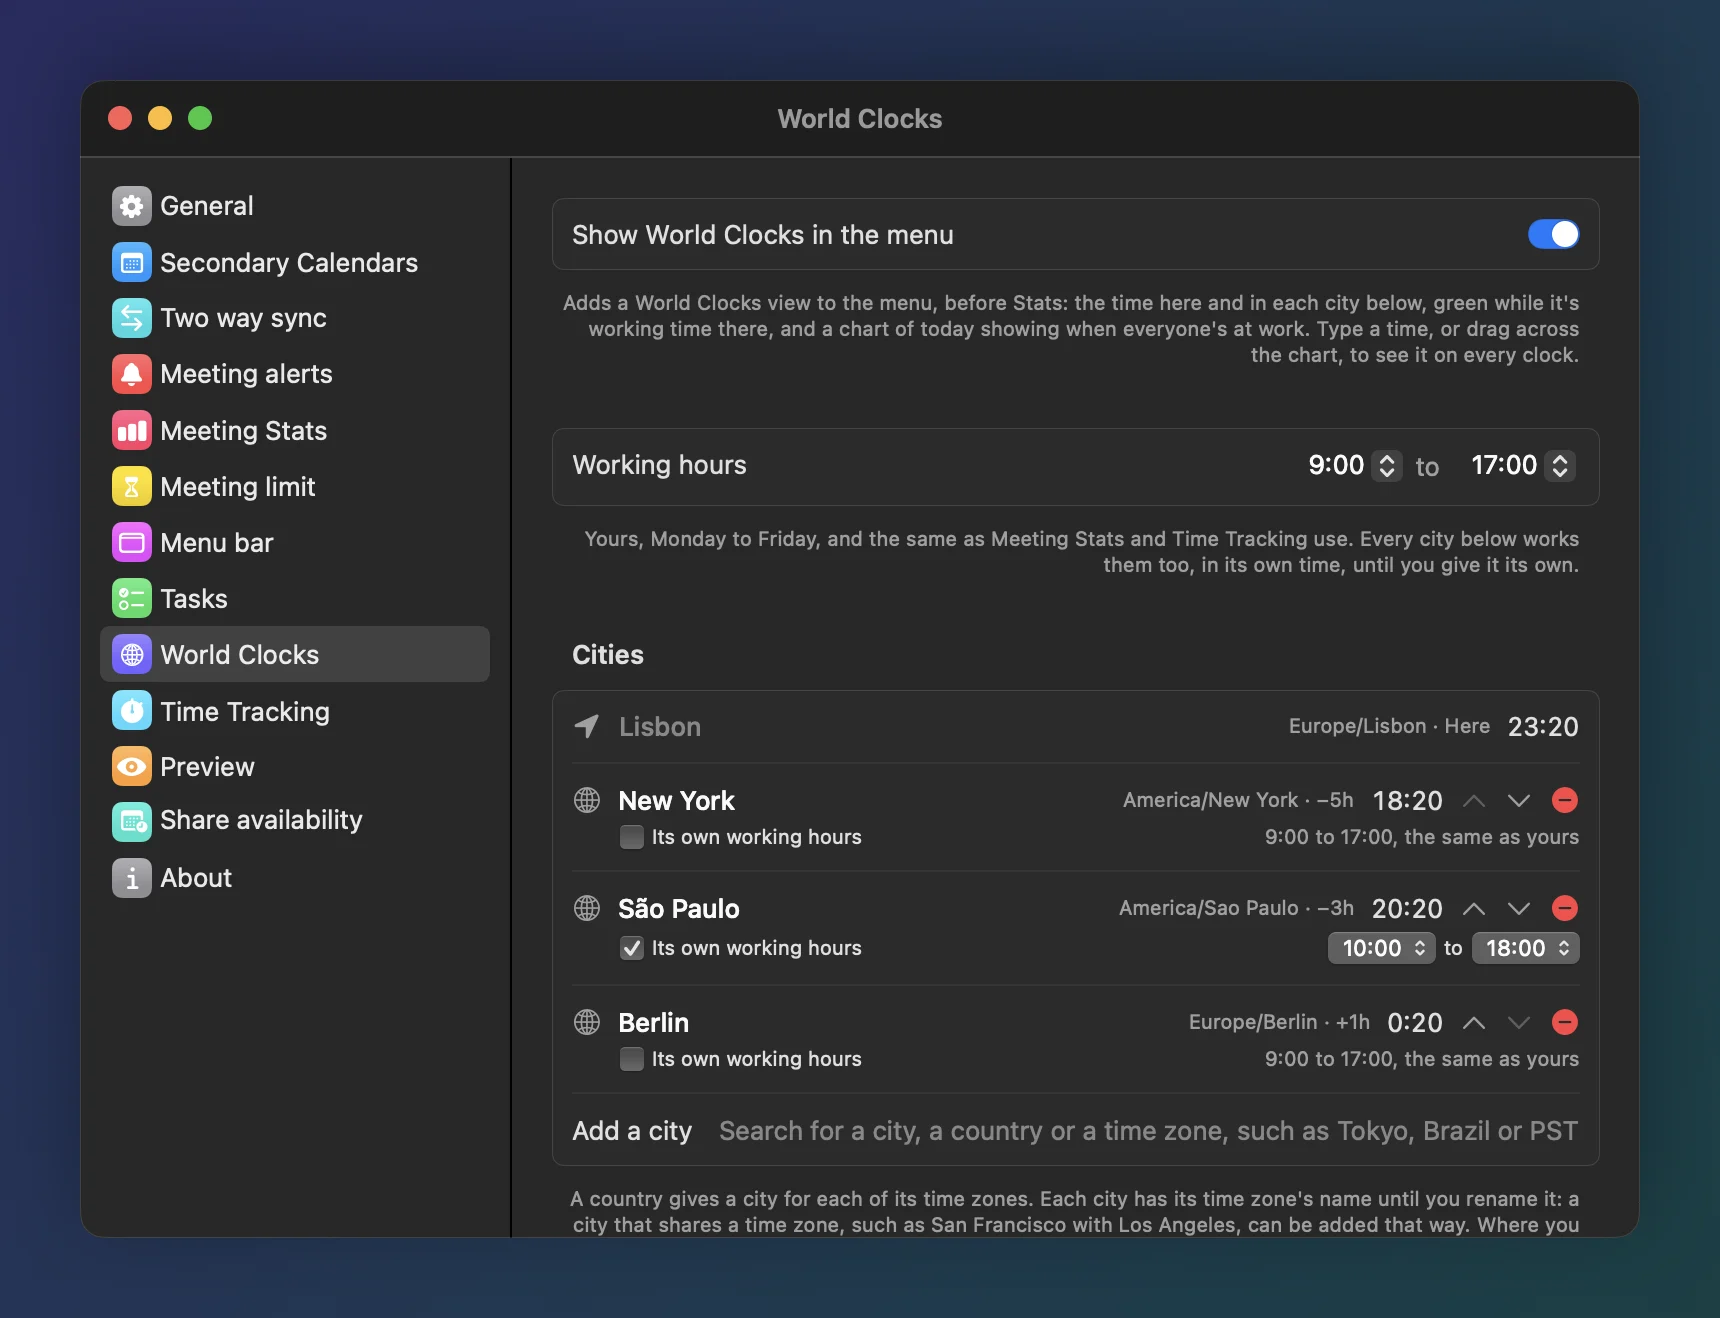 World Clocks
General
Secondary Calendars
Two way sync
Meeting alerts
Meeting Stats
Meeting limit
Menu bar
Tasks
World Clocks
Time Tracking
Preview
Share availability
About
Show World Clocks in the menu
Adds a World Clocks view to the menu, before Stats: the time here and in each city below, green while it's
working time there, and a chart of today showing when everyone's at work. Type a time, or drag across
the chart, to see it on every clock.
Working hours 9:00 to 17:00
Yours, Monday to Friday, and the same as Meeting Stats and Time Tracking use. Every city below works
them too, in its own time, until you give it its own.
Cities
Lisbon Europe/Lisbon · Here 23:20
New York America/New York · −5h 18:20
Its own working hours 9:00 to 17:00, the same as yours
São Paulo America/Sao Paulo · −3h 20:20
Its own working hours 10:00 to 18:00
Berlin Europe/Berlin · +1h 0:20
Its own working hours 9:00 to 17:00, the same as yours
Add a city Search for a city, a country or a time zone, such as Tokyo, Brazil or PST
A country gives a city for each of its time zones. Each city has its time zone's name until you rename it: a
city that shares a time zone, such as San Francisco with Los Angeles, can be added that way. Where you